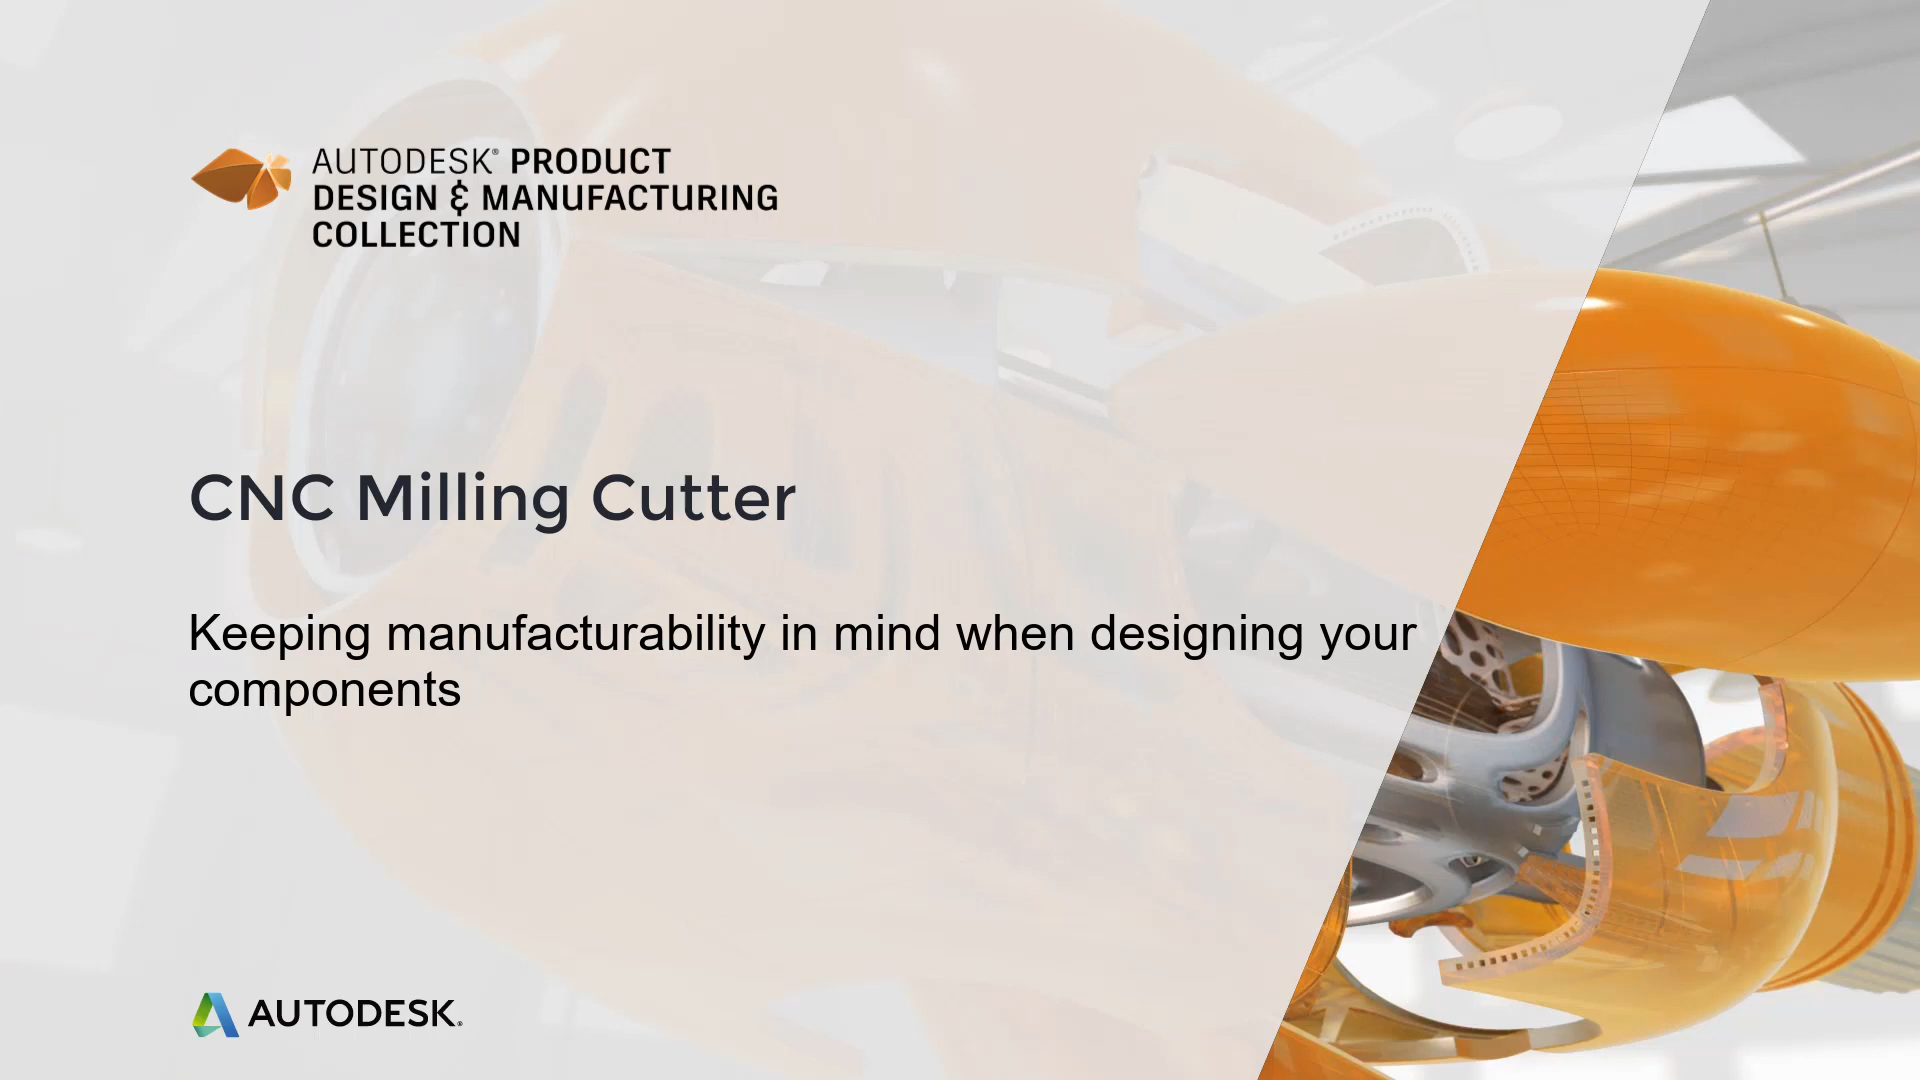 AUTODESK® PRODUCT
DESIGN & MANUFACTURING
COLLECTION
CNC Milling Cutter
Keeping manufacturability in mind when designing your
components
AUTODESK®